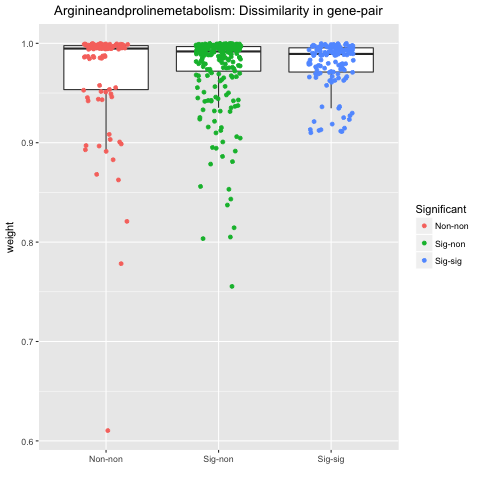 Arginineandprolinemetabolism: Dissimilarity in gene-pair
weight
1.0
0.9
0.8
0.7
0.6
Non-non
Sig-non
Sig-sig
Significant
Non-non
Sig-non
Sig-sig